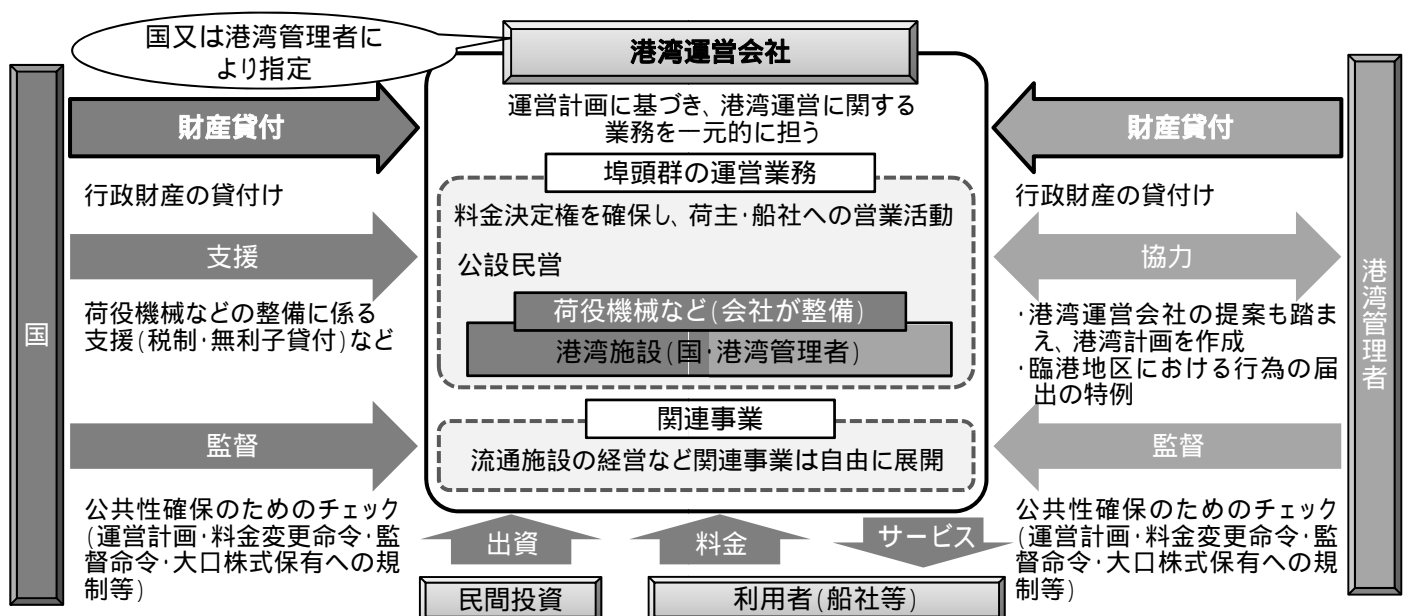 国又は港湾管理者に
より指定
港湾運営会社
運営計画に基づき、港湾運営に関する
業務を一元的に担う
国
財産貸付
行政財産の貸付け
支援
荷役機械などの整備に係る
支援(税制・無利子貸付)など
監督
公共性確保のためのチェック
(運営計画・料金変更命令・監
督命令・大口株式保有への規
制等)
埠頭群の運営業務
料金決定権を確保し、荷主・船社への営業活動
公設民営
荷役機械など(会社が整備)
港湾施設(国・港湾管理者)
関連事業
流通施設の経営など関連事業は自由に展開
財産貸付
行政財産の貸付け
協力
・港湾運営会社の提案も踏ま
え、港湾計画を作成
・臨港地区における行為の届
出の特例
監督
公共性確保のためのチェック
(運営計画・料金変更命令・監
督命令・大口株式保有への規
制等)
港湾管理者
出資
料金
サービス
民間投資
利用者(船社等)